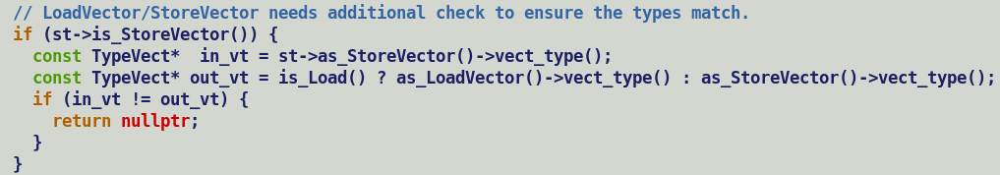 // LoadVector/StoreVector needs additional check to ensure the types match.
if (st->is_StoreVector()) {
  const TypeVect*  in_vt = st->as_StoreVector()->vect_type();
  const TypeVect* out_vt = is_Load() ? as_LoadVector()->vect_type() : as_StoreVector()->vect_type();
  if (in_vt != out_vt) {
    return nullptr;
  }
}